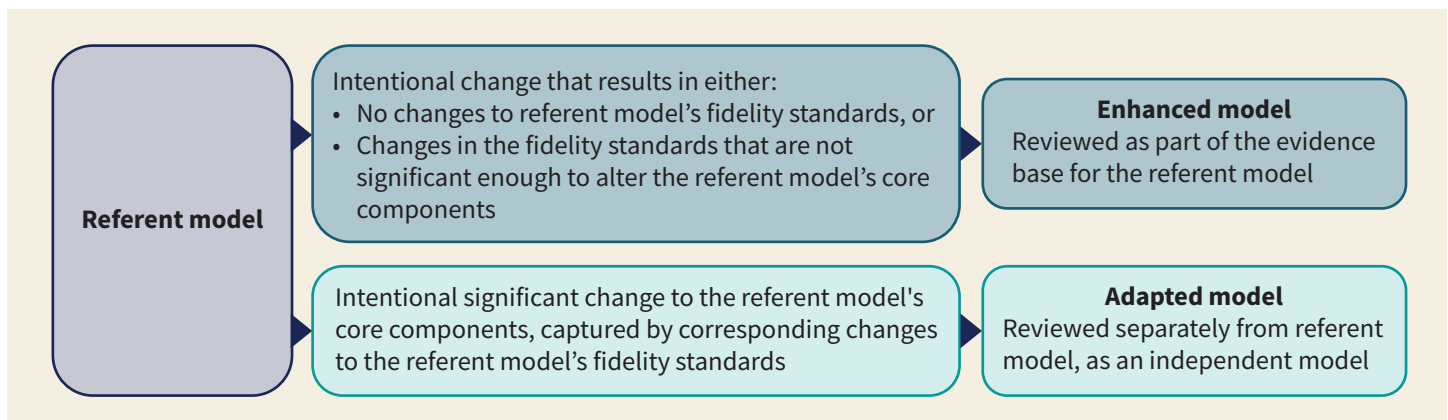 Referent model
Intentional change that results in either:
• No changes to referent model’s fidelity standards, or
• Changes in the fidelity standards that are not
significant enough to alter the referent model’s core
components
Enhanced model
Reviewed as part of the evidence
base for the referent model
Intentional significant change to the referent model's
core components, captured by corresponding changes
to the referent model’s fidelity standards
Adapted model
Reviewed separately from referent
model, as an independent model